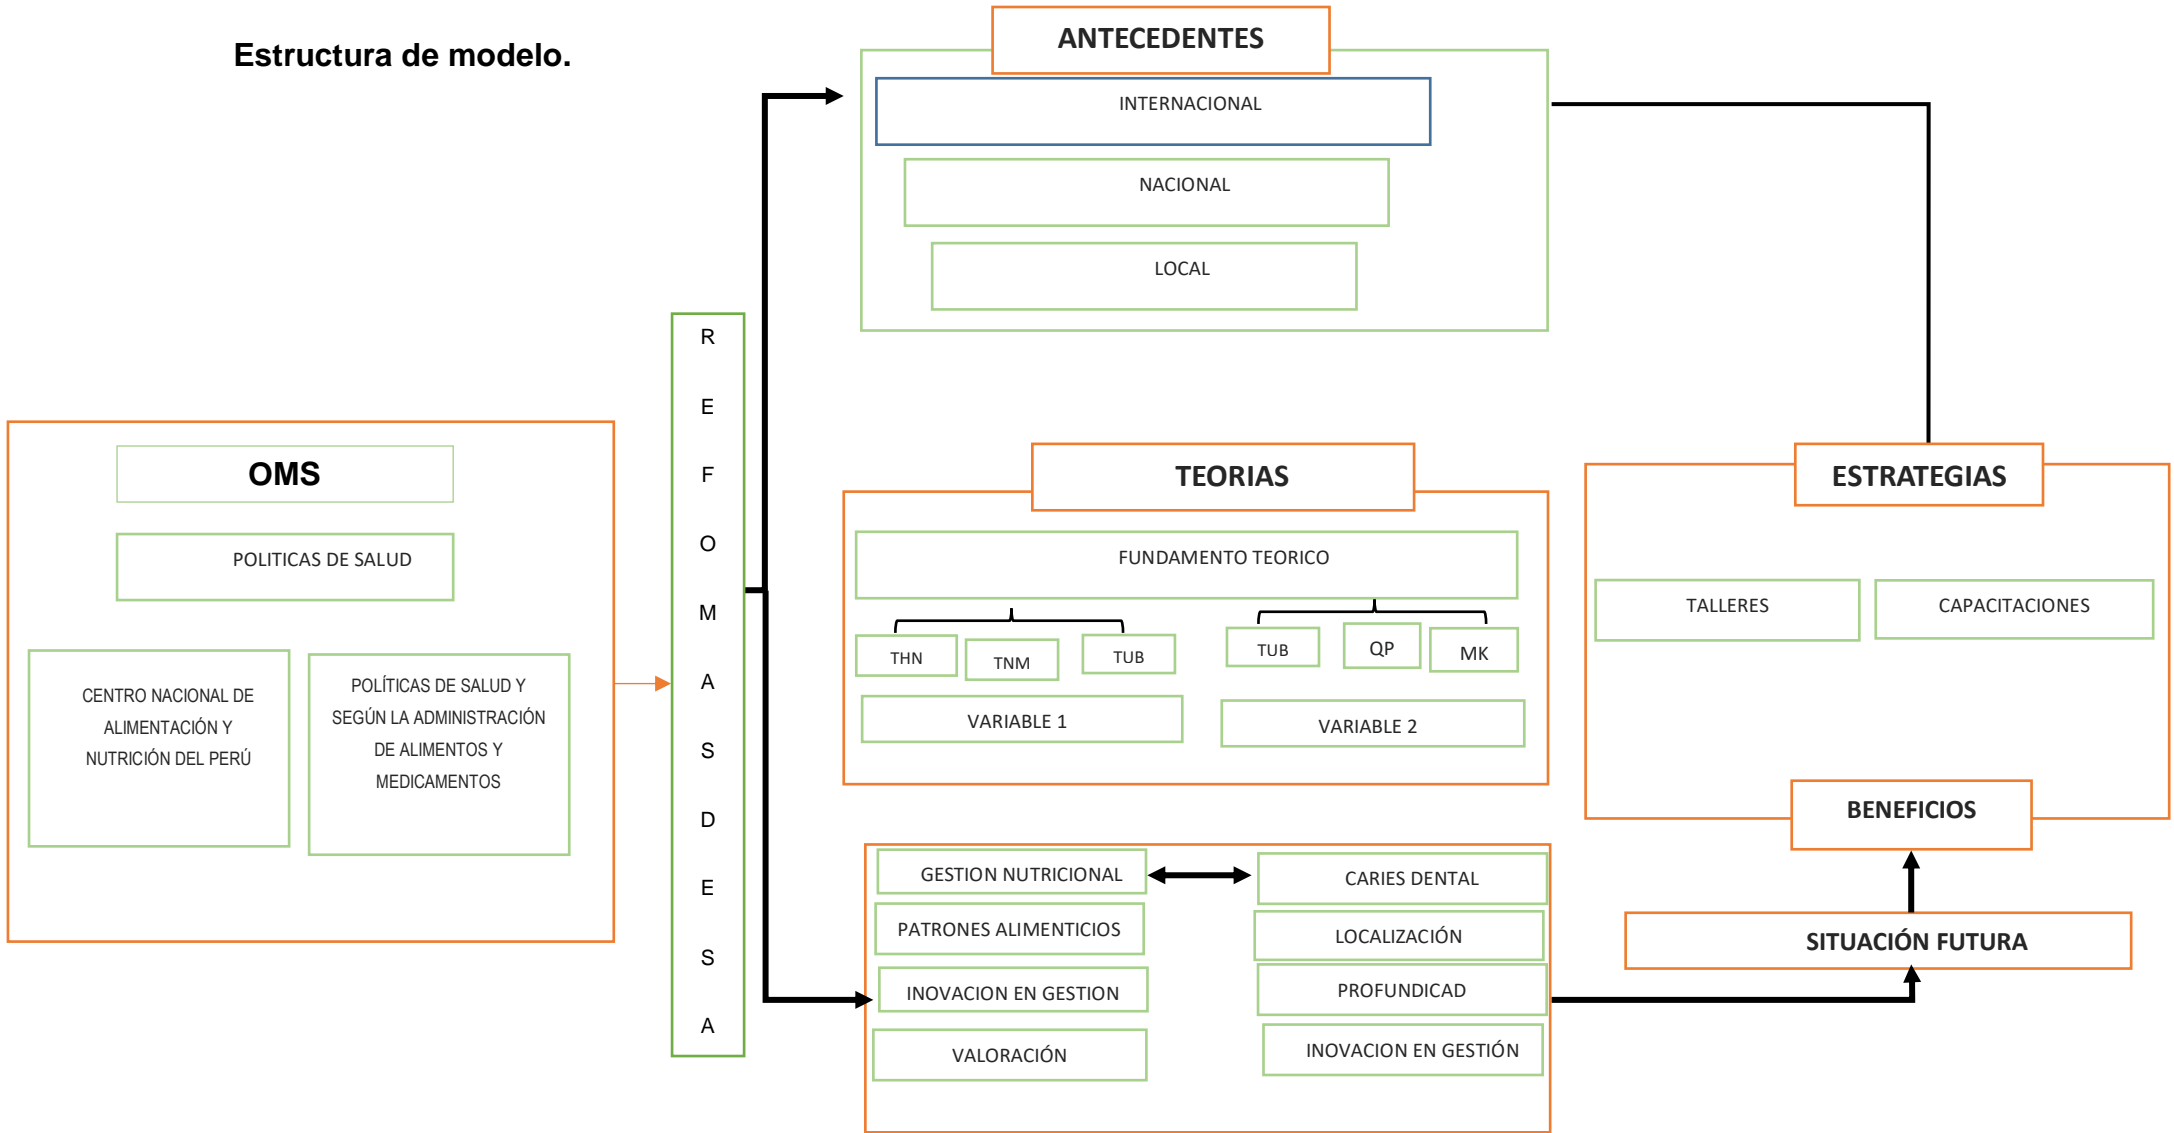 Estructura de modelo.
OMS
POLITICAS DE SALUD
CENTRO NACIONAL DE
ALIMENTACIÓN Y
NUTRICIÓN DEL PERÚ
POLÍTICAS DE SALUD Y
SEGÚN LA ADMINISTRACIÓN
DE ALIMENTOS Y
MEDICAMENTOS
R
E
F
O
M
A
S
D
E
S
A
ANTECEDENTES
INTERNACIONAL
NACIONAL
LOCAL
TEORIAS
FUNDAMENTO TEORICO
THN
TNM
TUB
TUB
QP
MK
VARIABLE 1
VARIABLE 2
GESTION NUTRICIONAL
CARIES DENTAL
PATRONES ALIMENTICIOS
LOCALIZACIÓN
INOVACION EN GESTION
PROFUNDICAD
VALORACIÓN
INOVACION EN GESTIÓN
ESTRATEGIAS
TALLERES
CAPACITACIONES
BENEFICIOS
SITUACIÓN FUTURA